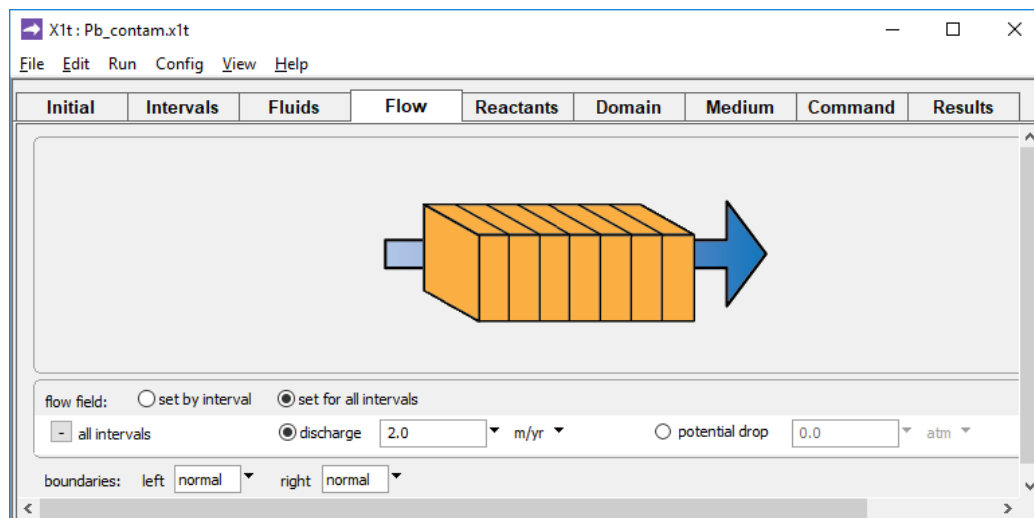 X1t : Pb_contam.x1t
File Edit Run Config View Help
Initial Intervals Fluids Flow Reactants Domain Medium Command Results
flow field: set by interval set for all intervals
- all intervals discharge 2.0 m/yr potential drop 0.0 atm
boundaries: left normal right normal